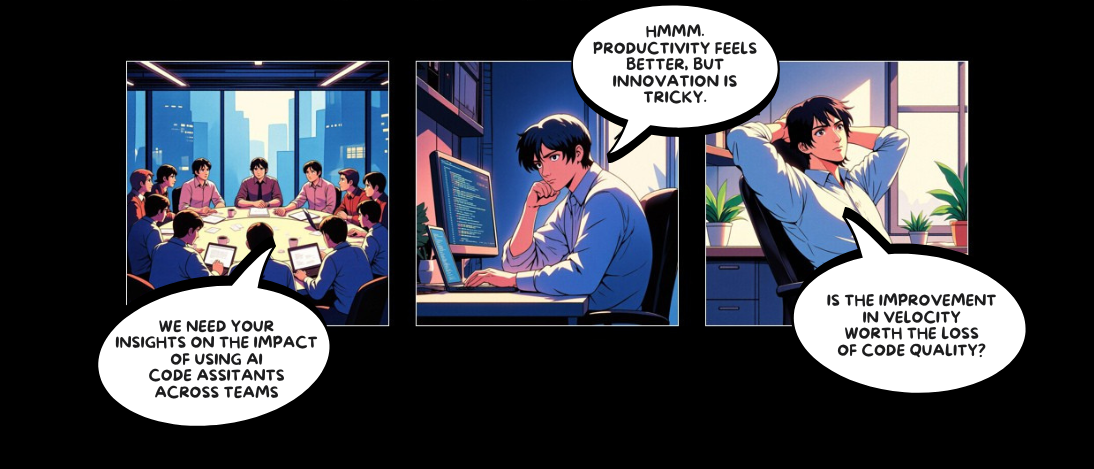 WE NEED YOUR
INSIGHTS ON THE IMPACT
OF USING AI
CODE ASSITANTS
ACROSS TEAMS
HMMM.
PRODUCTIVITY FEELS
BETTER, BUT
INNOVATION IS
TRICKY.
IS THE IMPROVEMENT
IN VELOCITY
WORTH THE LOSS
OF CODE QUALITY?